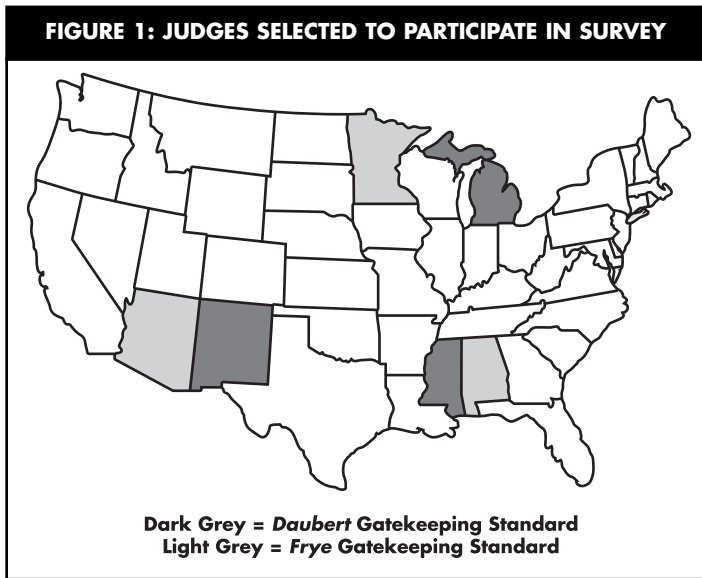 FIGURE 1: JUDGES SELECTED TO PARTICIPATE IN SURVEY
Dark Grey = Daubert Gatekeeping Standard
Light Grey = Frye Gatekeeping Standard